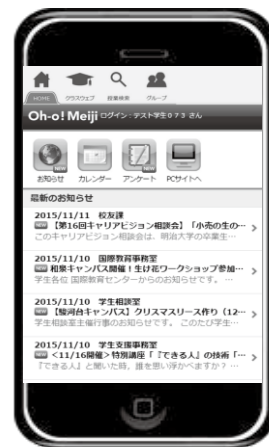 HOME クラスウェブ 授業検索 グループ
Oh-o! Meiji ログイン：テスト学生０７３ さん
NEW
お知らせ カレンダー アンケート PCサイトへ
最新のお知らせ
2015/11/11 校友課
NEW 【第16回キャリアビジョン相談会】「小売の生の…
このキャリアビジョン相談会は、明治大学の卒業生…
2015/11/10 国際教育事務室
NEW 和泉キャンパス開催！生け花ワークショップ参加…
学生各位 国際教育センターからのお知らせです。 …
2015/11/10 学生相談室
NEW 【駿河台キャンパス】クリスマスリース作り（12…
学生相談室主催行事のお知らせです。 このたび学生…
2015/11/10 学生支援事務室
NEW ＜11/16開催＞特別講座「『できる人』の技術「…
『できる人』と聞いた時、誰を思い浮かべますか？ …